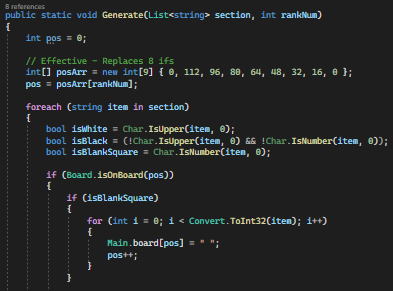 8 references
public static void Generate(List<string> section, int rankNum)
{
int pos = 0;
// Effective - Replaces 8 ifs
int[] posArr = new int[9] { 0, 112, 96, 80, 64, 48, 32, 16, 0 };
pos = posArr[rankNum];
foreach (string item in section)
{
bool isWhite = Char.IsUpper(item, 0);
bool isBlack = (!Char.IsUpper(item, 0) && !Char.IsNumber(item, 0));
bool isBlankSquare = Char.IsNumber(item, 0);
if (Board.isOnBoard(pos))
{
if (isBlankSquare)
{
for (int i = 0; i < Convert.ToInt32(item); i++)
{
Main.board[pos] = " ";
pos++;
}
}